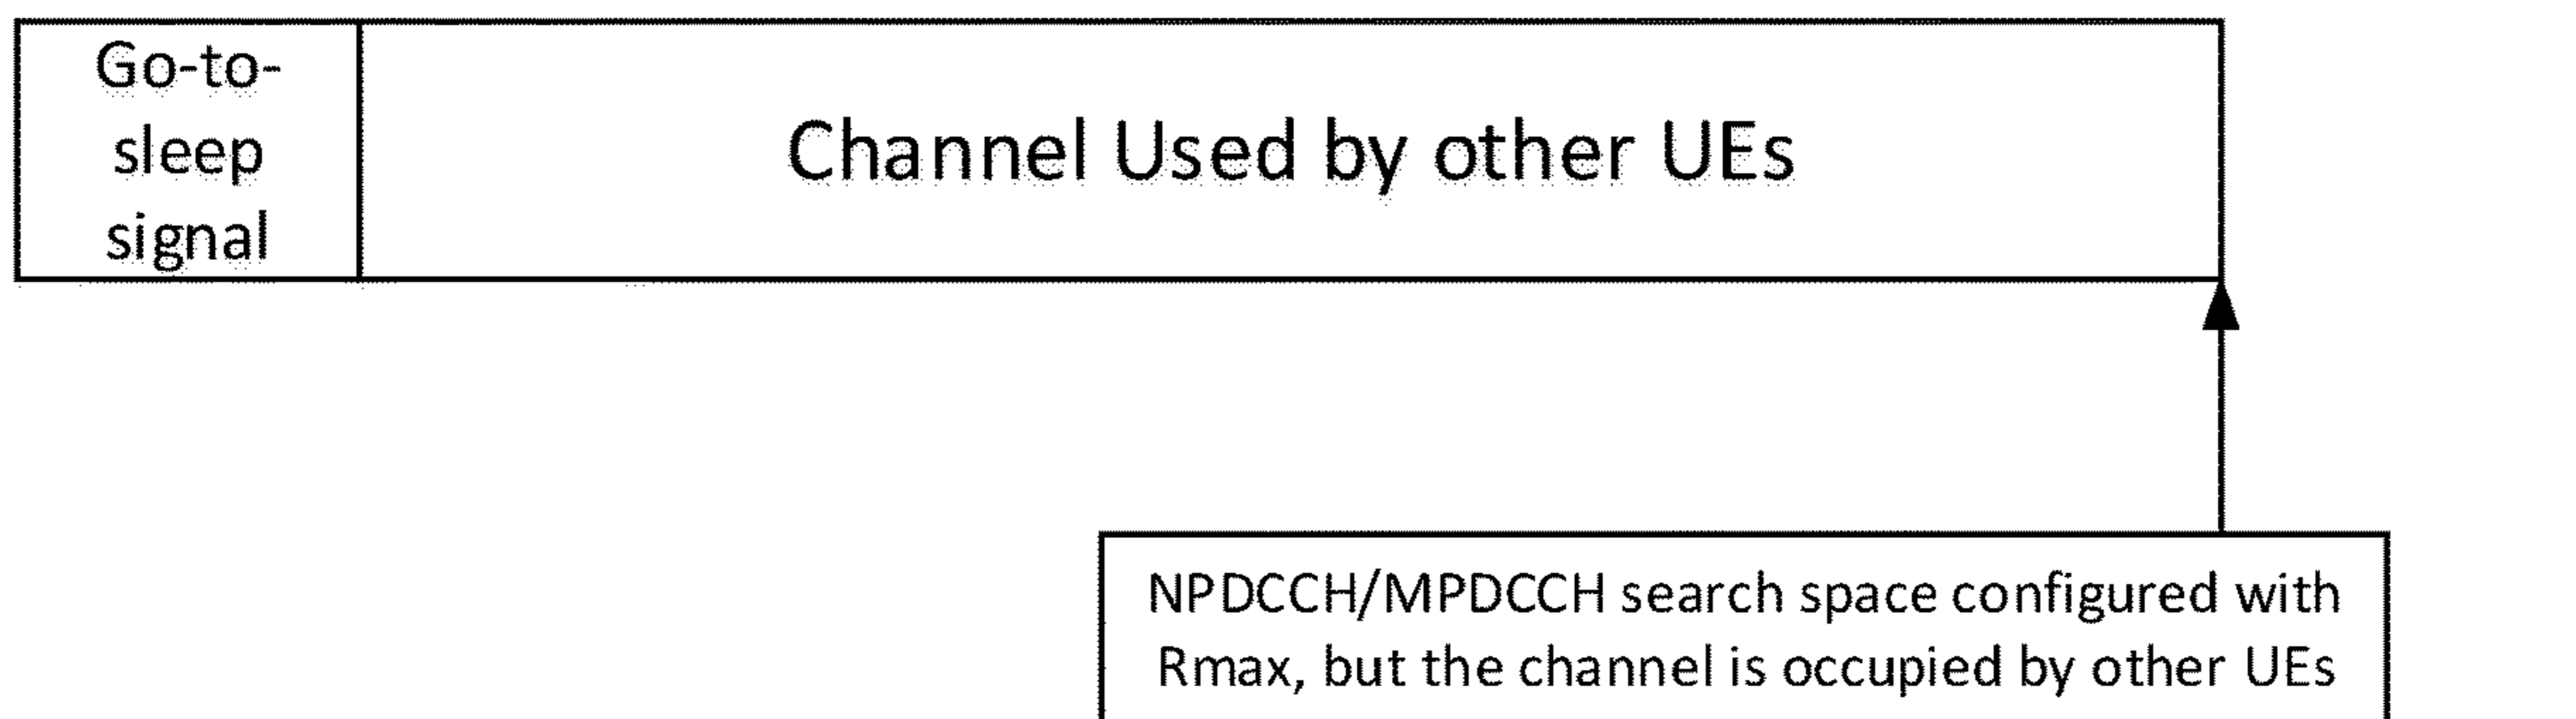 Go-to-
sleep
signal
Channel Used by other UEs
NPDCCH/MPDCCH search space configured with
Rmax, but the channel is occupied by other UEs